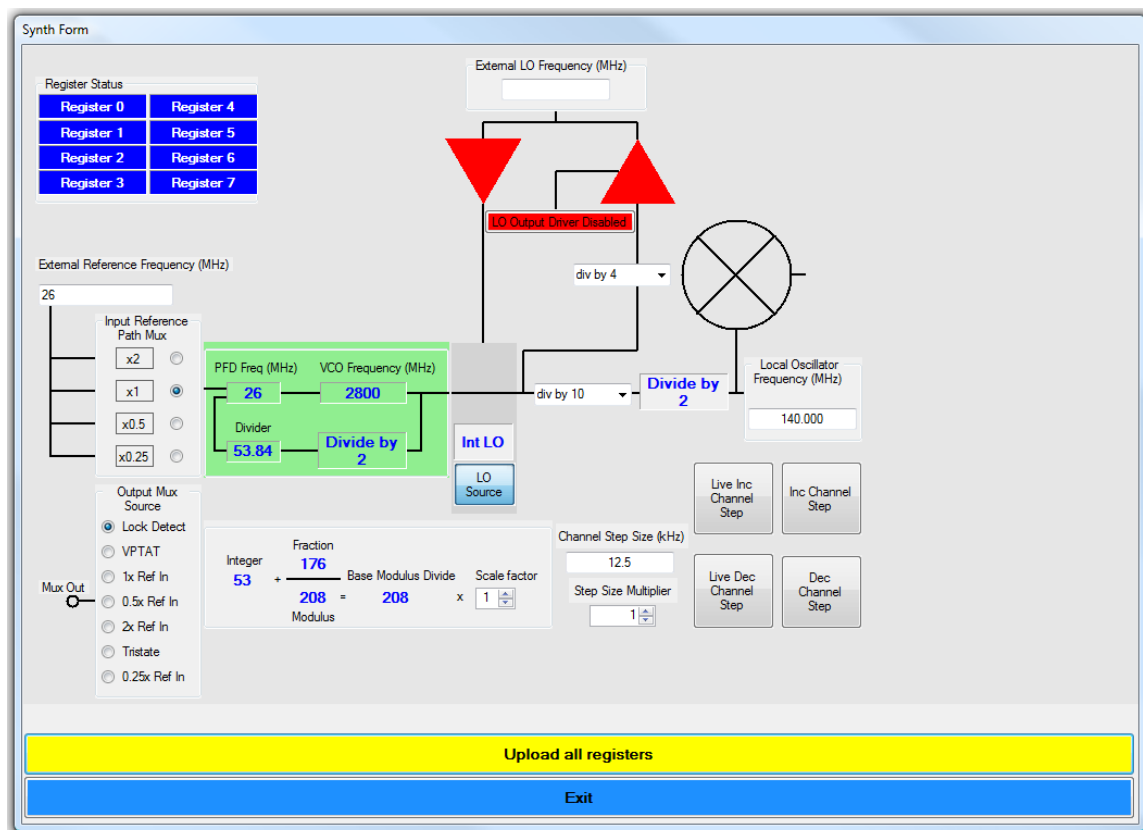 Synth Form
External LO Frequency (MHz)
Register Status
Register 0 Register 4
Register 1 Register 5
Register 2 Register 6
Register 3 Register 7
LO Output Driver Disabled
External Reference Frequency (MHz)
26
div by 4
Input Reference
Path Mux
x2
x1
x0.5
x0.25
PFD Freq (MHz) VCO Frequency (MHz)
26 2800
Divider
53.84
Divide by
2
Int LO
LO
Source
div by 10
Divide by
2
Local Oscillator
Frequency (MHz)
140.000
Live Inc
Channel
Step
Inc Channel
Step
Output Mux
Source
Lock Detect
VPTAT
1x Ref In
0.5x Ref In
2x Ref In
Tristate
0.25x Ref In
Mux Out
Integer
53
+
Fraction
176
208
Modulus
=
Base Modulus Divide
208
x
Scale factor
1
Channel Step Size (kHz)
12.5
Step Size Multiplier
1
Live Dec
Channel
Step
Dec
Channel
Step
Upload all registers
Exit